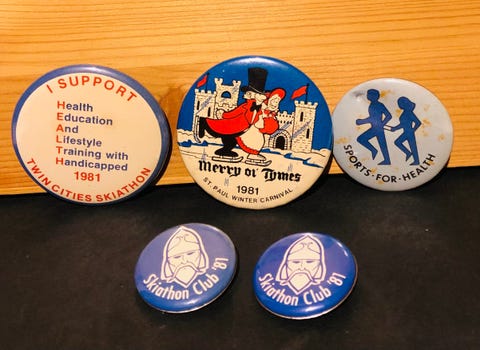 I SUPPORT
Health
Education and
Lifestyle
Training with
Handicapped
1981
TWIN CITIES SKIATHON
Merry ol' Tymes
1981
ST. PAUL WINTER CARNIVAL
SPORTS·FOR·HEALTH
Skiathon Club '81
Skiathon Club '81